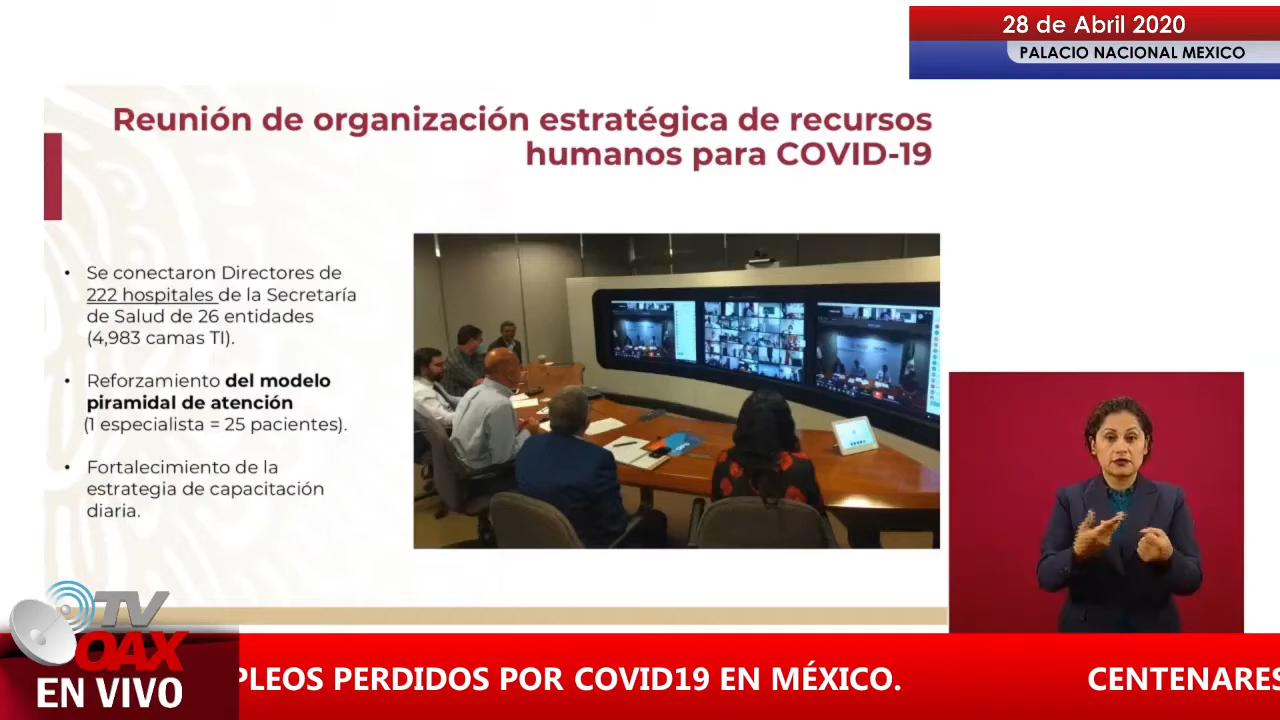 28 de Abril 2020
PALACIO NACIONAL MEXICO
Reunión de organización estratégica de recursos
humanos para COVID-19
• Se conectaron Directores de
222 hospitales de la Secretaría
de Salud de 26 entidades
(4,983 camas TI).
• Reforzamiento del modelo
piramidal de atención
(1 especialista = 25 pacientes).
• Fortalecimiento de la
estrategia de capacitación
diaria.
TV
OAX
EN VIVO
PLEOS PERDIDOS POR COVID19 EN MÉXICO. CENTENARES